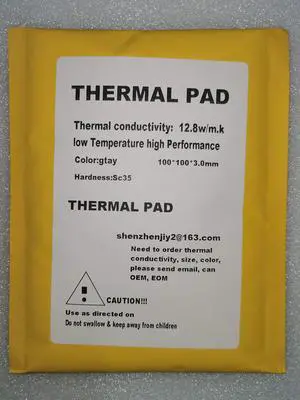 THERMAL PAD
Thermal conductivity: 12.8w/m.k
low Temperature high Performance
Color:gtay 100*100*3.0mm
Hardness:Sc35
THERMAL PAD
shenzhenjiy2@163.com
Need to order thermal
conductivity, size, color,
please send email, can
OEM, EOM
CAUTION!!!
Use as directed on
Do not swallow & keep away from children